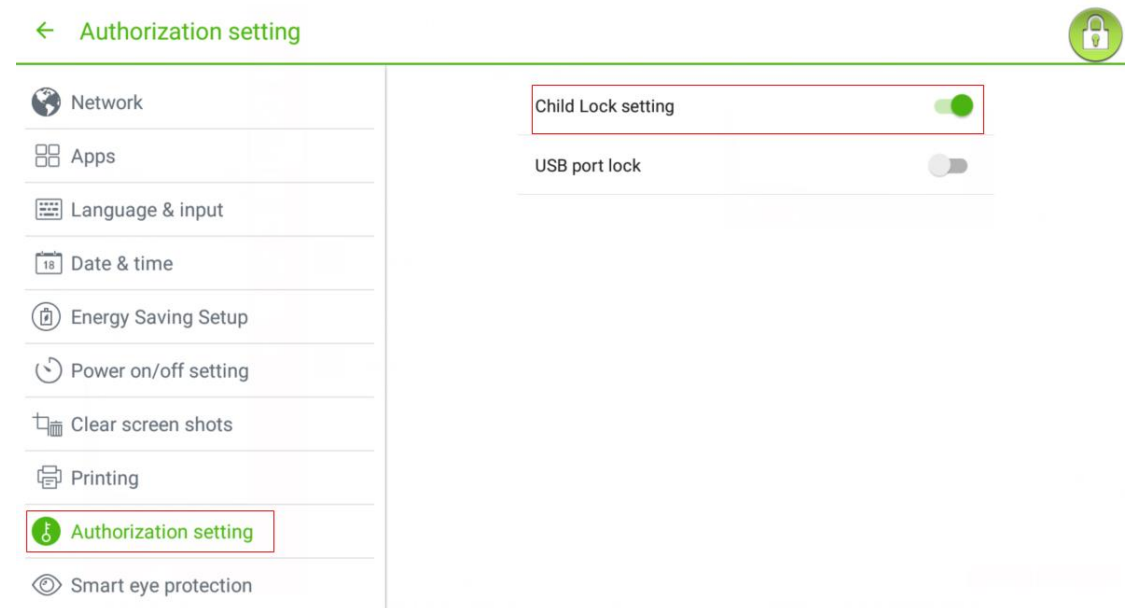 Authorization setting
Network
Apps
Language & input
18
Date & time
Energy Saving Setup
Power on/off setting
Clear screen shots
Printing
Authorization setting
Smart eye protection
Child Lock setting
USB port lock